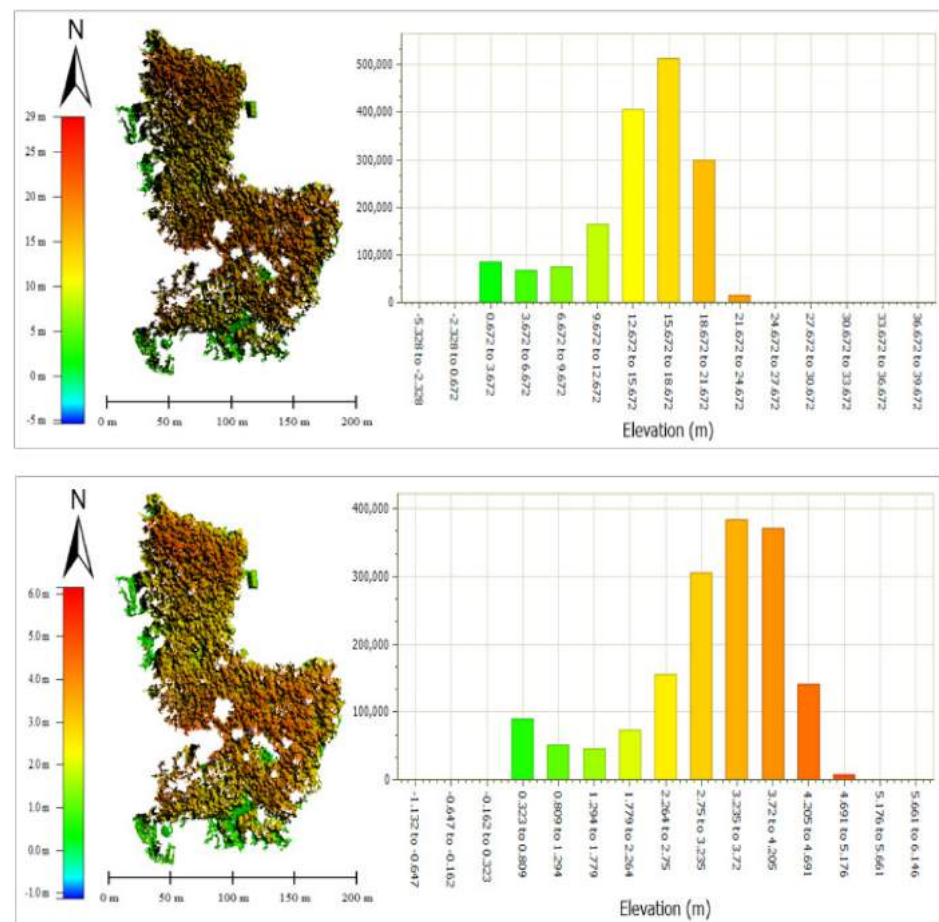 N
29 m
25 m
20 m
15 m
10 m
5 m
0 m
-5 m
0 m 50 m 100 m 150 m 200 m
500,000
400,000
300,000
200,000
100,000
0
-5.328 to -2.328
-2.328 to 0.672
0.672 to 3.672
3.672 to 6.672
6.672 to 9.672
9.672 to 12.672
12.672 to 15.672
15.672 to 18.672
18.672 to 21.672
21.672 to 24.672
24.672 to 27.672
27.672 to 30.672
30.672 to 33.672
33.672 to 36.672
36.672 to 39.672
Elevation (m)
N
6.0 m
5.0 m
4.0 m
3.0 m
2.0 m
1.0 m
0.0 m
-1.0 m
0 m 50 m 100 m 150 m 200 m
400,000
300,000
200,000
100,000
0
-1.132 to -0.647
-0.647 to -0.162
-0.162 to 0.323
0.323 to 0.809
0.809 to 1.294
1.294 to 1.779
1.779 to 2.264
2.264 to 2.75
2.75 to 3.235
3.235 to 3.72
3.72 to 4.205
4.205 to 4.691
4.691 to 5.176
5.176 to 5.661
5.661 to 6.146
Elevation (m)